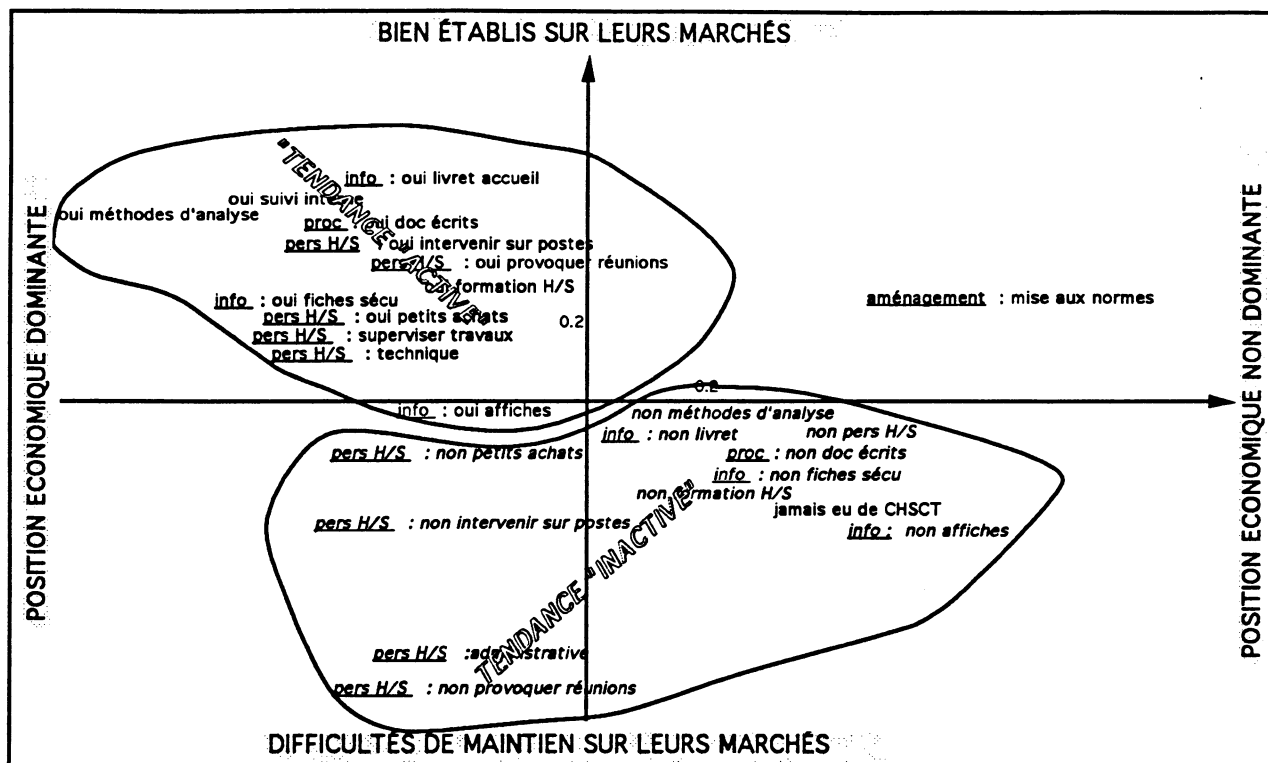 BIEN ÉTABLIS SUR LEURS MARCHÉS
"TENDANCE "ACTIVE"
info : oui livret accueil
oui suivi interne
oui méthodes d'analyse
proc : oui doc écrits
pers H/S : oui intervenir sur postes
pers H/S : oui provoquer réunions
formation H/S
info : oui fiches sécu
aménagement : mise aux normes
pers H/S : oui petits achats
0.2
pers H/S : superviser travaux
pers H/S : technique
POSITION ECONOMIQUE DOMINANTE
POSITION ECONOMIQUE NON DOMINANTE
0.2
info : oui affiches
non méthodes d'analyse
info : non livret
non pers H/S
pers H/S : non petits achats
proc : non doc écrits
info : non fiches sécu
non formation H/S
jamais eu de CHSCT
pers H/S : non intervenir sur postes
info : non affiches
TENDANCE "INACTIVE"
pers H/S :administrative
pers H/S : non provoquer réunions
DIFFICULTÉS DE MAINTIEN SUR LEURS MARCHÉS